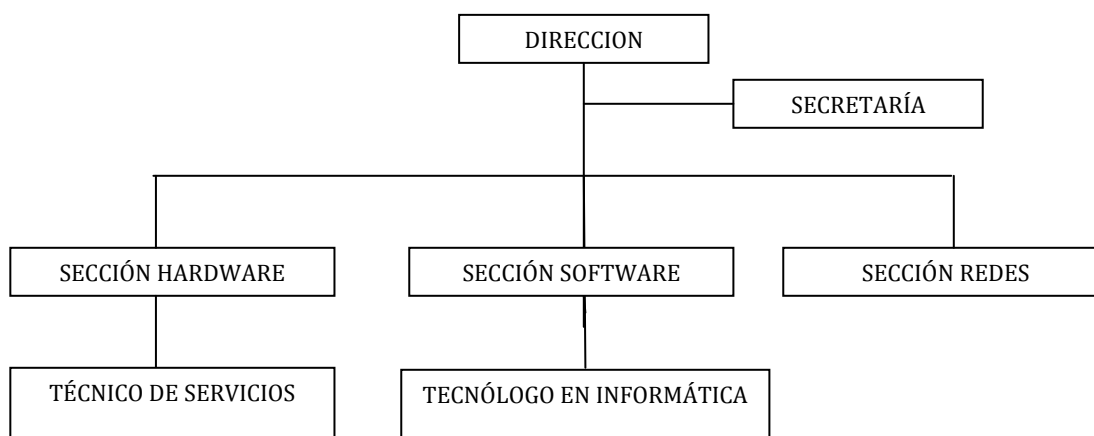 DIRECCION
SECRETARÍA
SECCIÓN HARDWARE
SECCIÓN SOFTWARE
SECCIÓN REDES
TÉCNICO DE SERVICIOS
TECNÓLOGO EN INFORMÁTICA